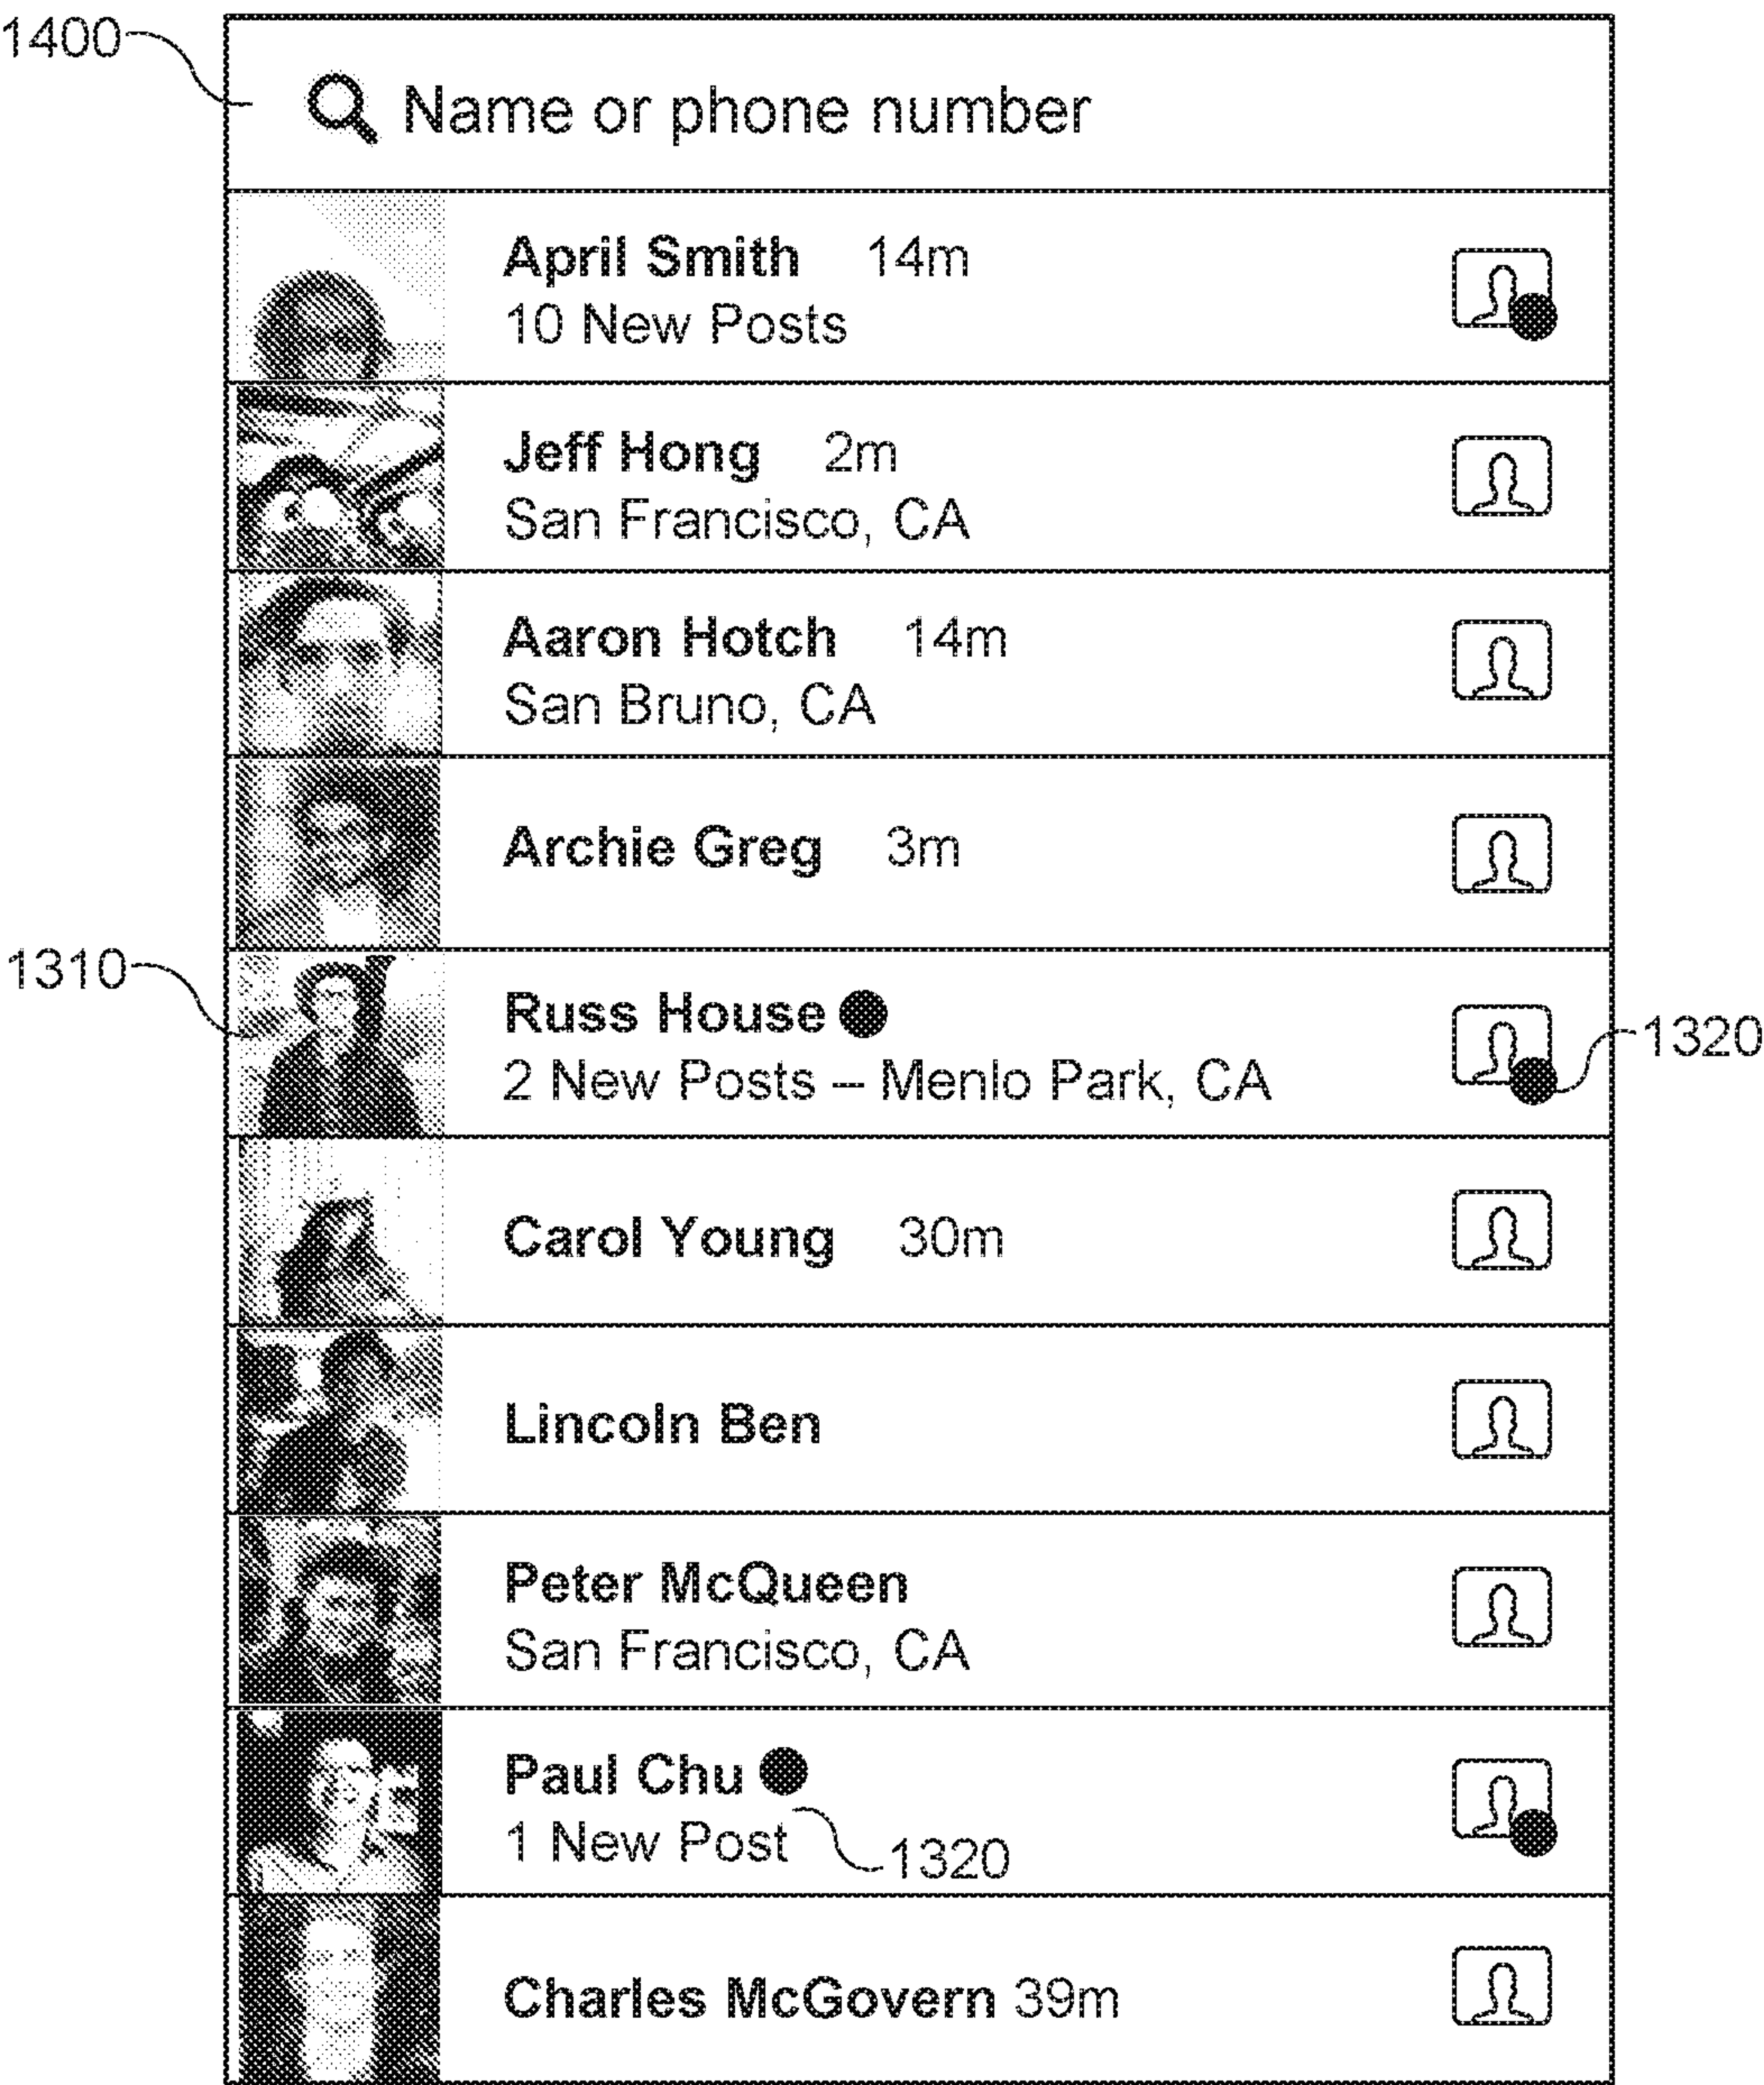 1400
Name or phone number
April Smith 14m
10 New Posts
Jeff Hong 2m
San Francisco, CA
Aaron Hotch 14m
San Bruno, CA
Archie Greg 3m
1310
Russ House
2 New Posts – Menlo Park, CA
1320
Carol Young 30m
Lincoln Ben
Peter McQueen
San Francisco, CA
Paul Chu
1 New Post
1320
Charles McGovern 39m